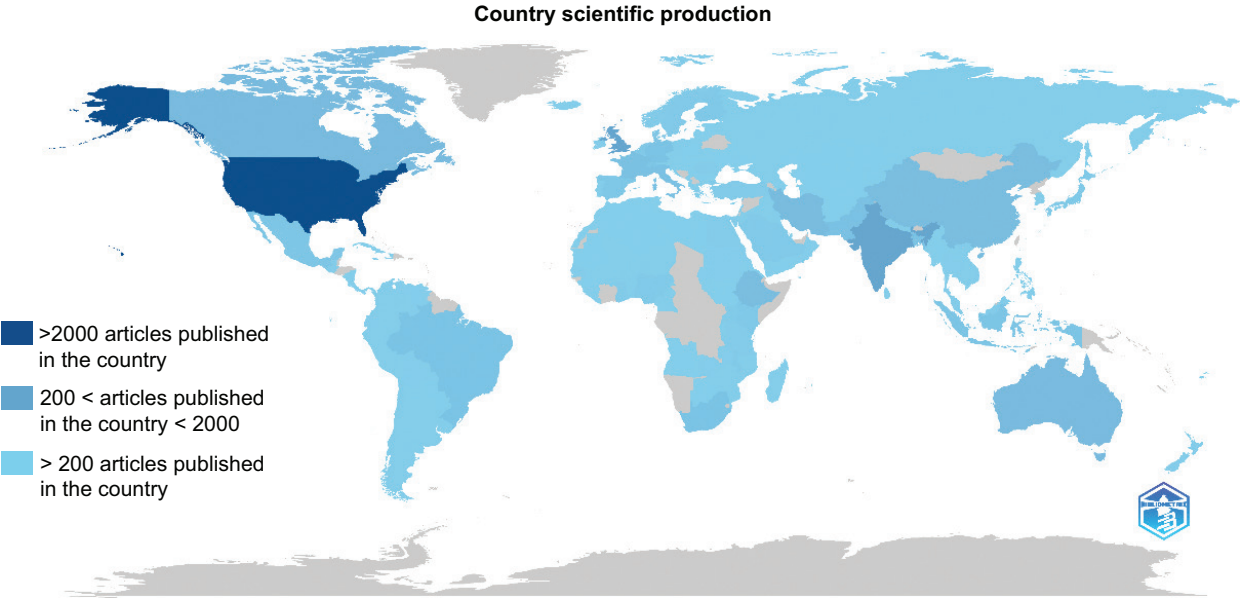 Country scientific production
>2000 articles published
in the country
200 < articles published
in the country < 2000
> 200 articles published
in the country
BIBLIOMETRIX